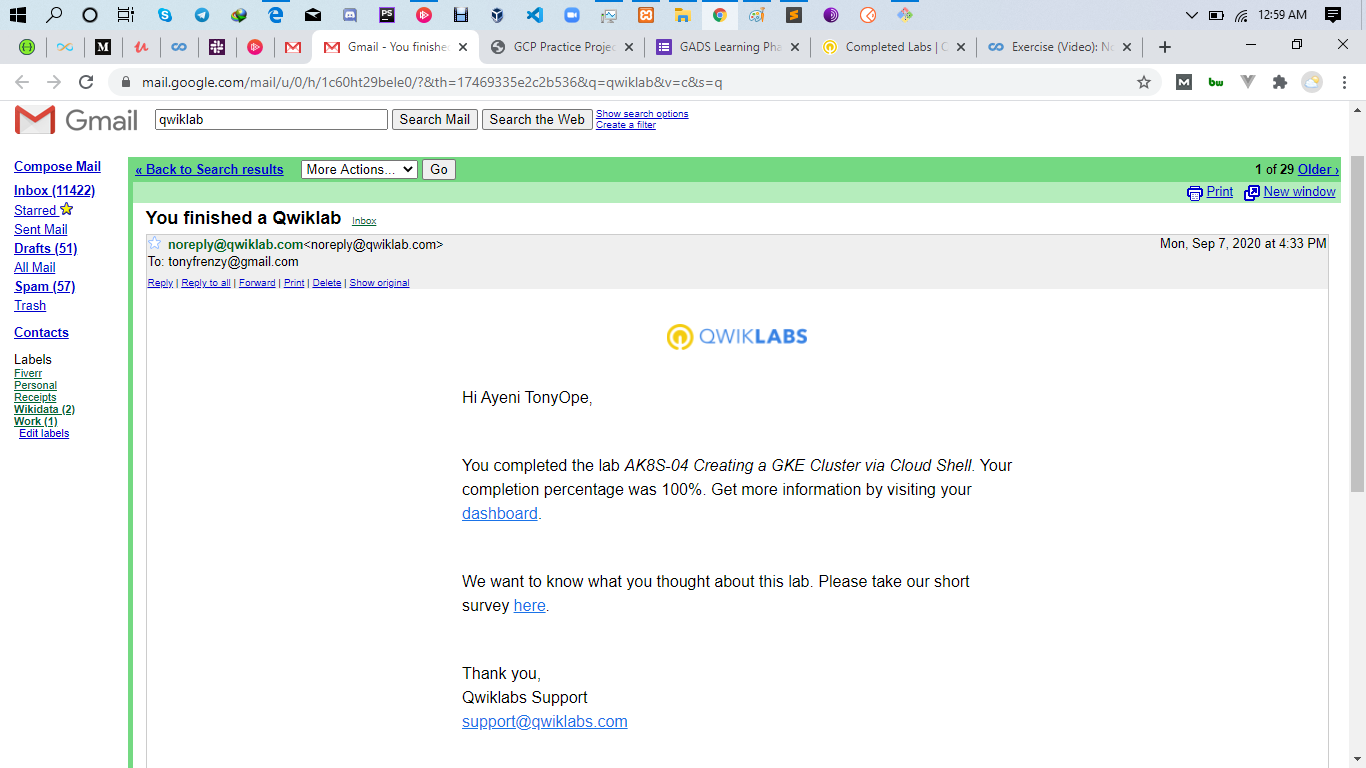 12:59 AM
Gmail - You finishe
GCP Practice Projec
GADS Learning Pha
Completed Labs | C
Exercise (Video): No
mail.google.com/mail/u/0/h/1c60ht29bele0/?&th=17469335e2c2b536&q=qwiklab&v=c&s=q
Gmail
qwiklab
Search Mail
Search the Web
Show search options
Create a filter
Compose Mail
Inbox (11422)
Starred
Sent Mail
Drafts (51)
All Mail
Spam (57)
Trash
Contacts
Labels
Fiverr
Personal
Receipts
Wikidata (2)
Work (1)
Edit labels
« Back to Search results More Actions... Go 1 of 29 Older ›
Print New window
You finished a Qwiklab Inbox
noreply@qwiklab.com<noreply@qwiklab.com> Mon, Sep 7, 2020 at 4:33 PM
To: tonyfrenzy@gmail.com
Reply | Reply to all | Forward | Print | Delete | Show original
QWIKLABS
Hi Ayeni TonyOpe,
You completed the lab AK8S-04 Creating a GKE Cluster via Cloud Shell. Your
completion percentage was 100%. Get more information by visiting your
dashboard.
We want to know what you thought about this lab. Please take our short
survey here.
Thank you,
Qwiklabs Support
support@qwiklabs.com